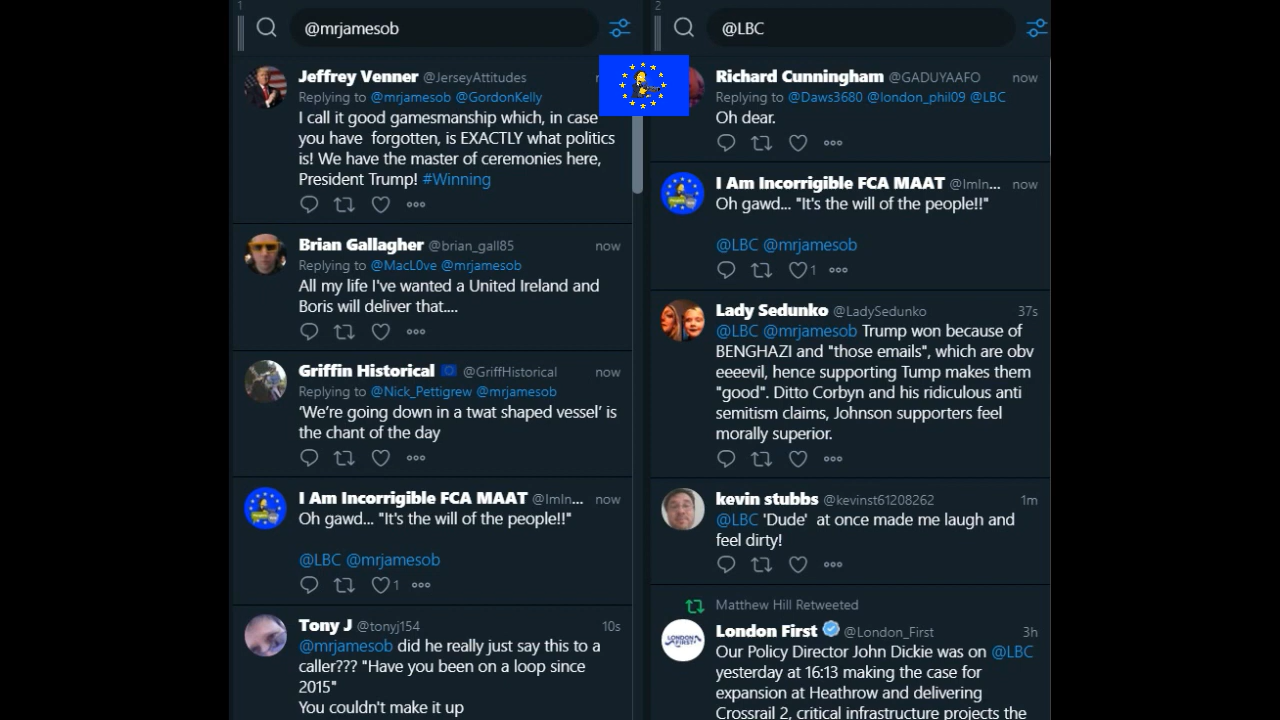 1
@mrjamesob
Jeffrey Venner @JerseyAttitudes
Replying to @mrjamesob @GordonKelly
I call it good gamesmanship which, in case
you have  forgotten, is EXACTLY what politics
is! We have the master of ceremonies here,
President Trump! #Winning
Brian Gallagher @brian_gall85 now
Replying to @MacL0ve @mrjamesob
All my life I've wanted a United Ireland and
Boris will deliver that....
Griffin Historical @GriffHistorical now
Replying to @Nick_Pettigrew @mrjamesob
‘We’re going down in a twat shaped vessel’ is
the chant of the day
I Am Incorrigible FCA MAAT @ImIn... now
Oh gawd... "It's the will of the people!!"
@LBC @mrjamesob
1
Tony J @tonyj154 10s
@mrjamesob did he really just say this to a
caller??? "Have you been on a loop since
2015"
You couldn't make it up
2
@LBC
Richard Cunningham @GADUYAAFO now
Replying to @Daws3680 @london_phil09 @LBC
Oh dear.
I Am Incorrigible FCA MAAT @ImIn... now
Oh gawd... "It's the will of the people!!"
@LBC @mrjamesob
1
Lady Sedunko @LadySedunko 37s
@LBC @mrjamesob Trump won because of
BENGHAZI and "those emails", which are obv
eeeevil, hence supporting Tump makes them
"good". Ditto Corbyn and his ridiculous anti
semitism claims, Johnson supporters feel
morally superior.
kevin stubbs @kevinst61208262 1m
@LBC 'Dude'  at once made me laugh and
feel dirty!
Matthew Hill Retweeted
London First @London_First 3h
Our Policy Director John Dickie was on @LBC
yesterday at 16:13 making the case for
expansion at Heathrow and delivering
Crossrail 2, critical infrastructure projects the